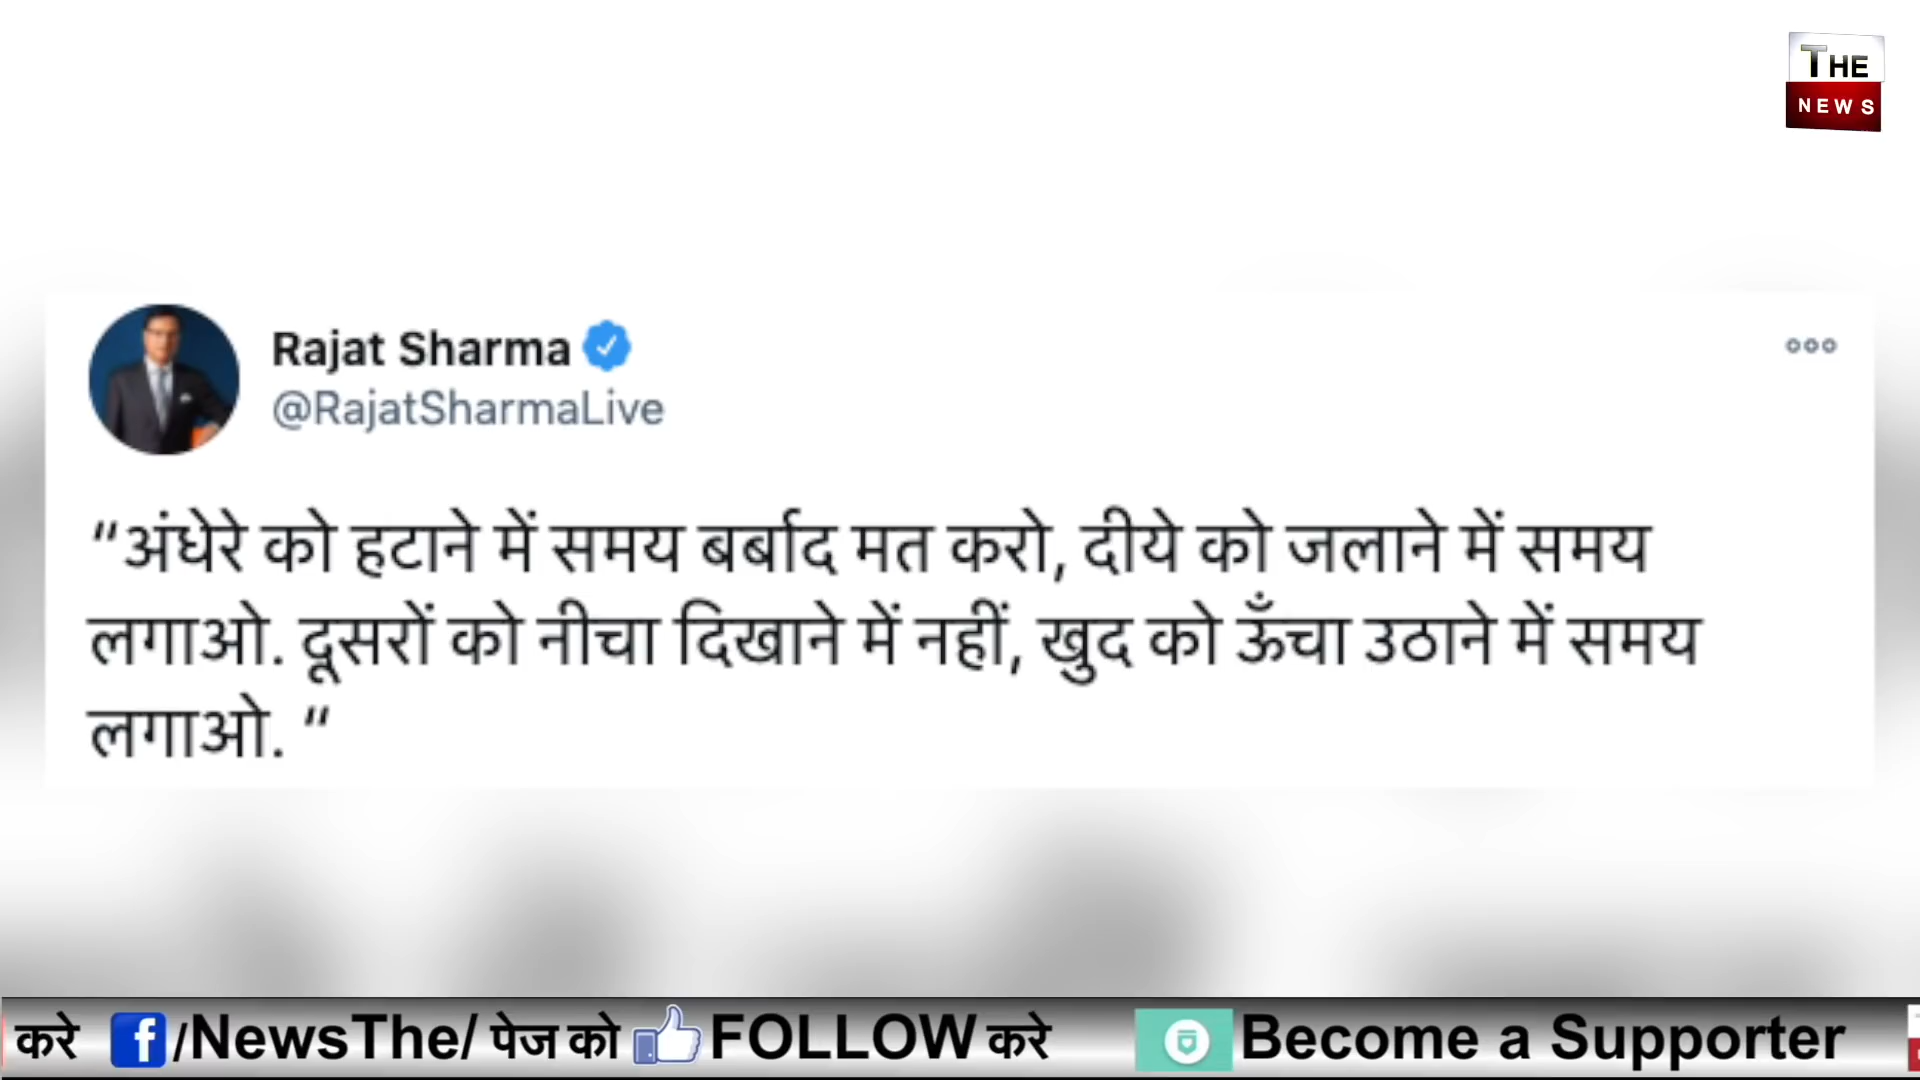 THE
NEWS
Rajat Sharma
@RajatSharmaLive
“अंधेरे को हटाने में समय बर्बाद मत करो, दीये को जलाने में समय
लगाओ. दूसरों को नीचा दिखाने में नहीं, खुद को ऊँचा उठाने में समय
लगाओ. “
करे f/NewsThe/ पेज को FOLLOW करे Become a Supporter